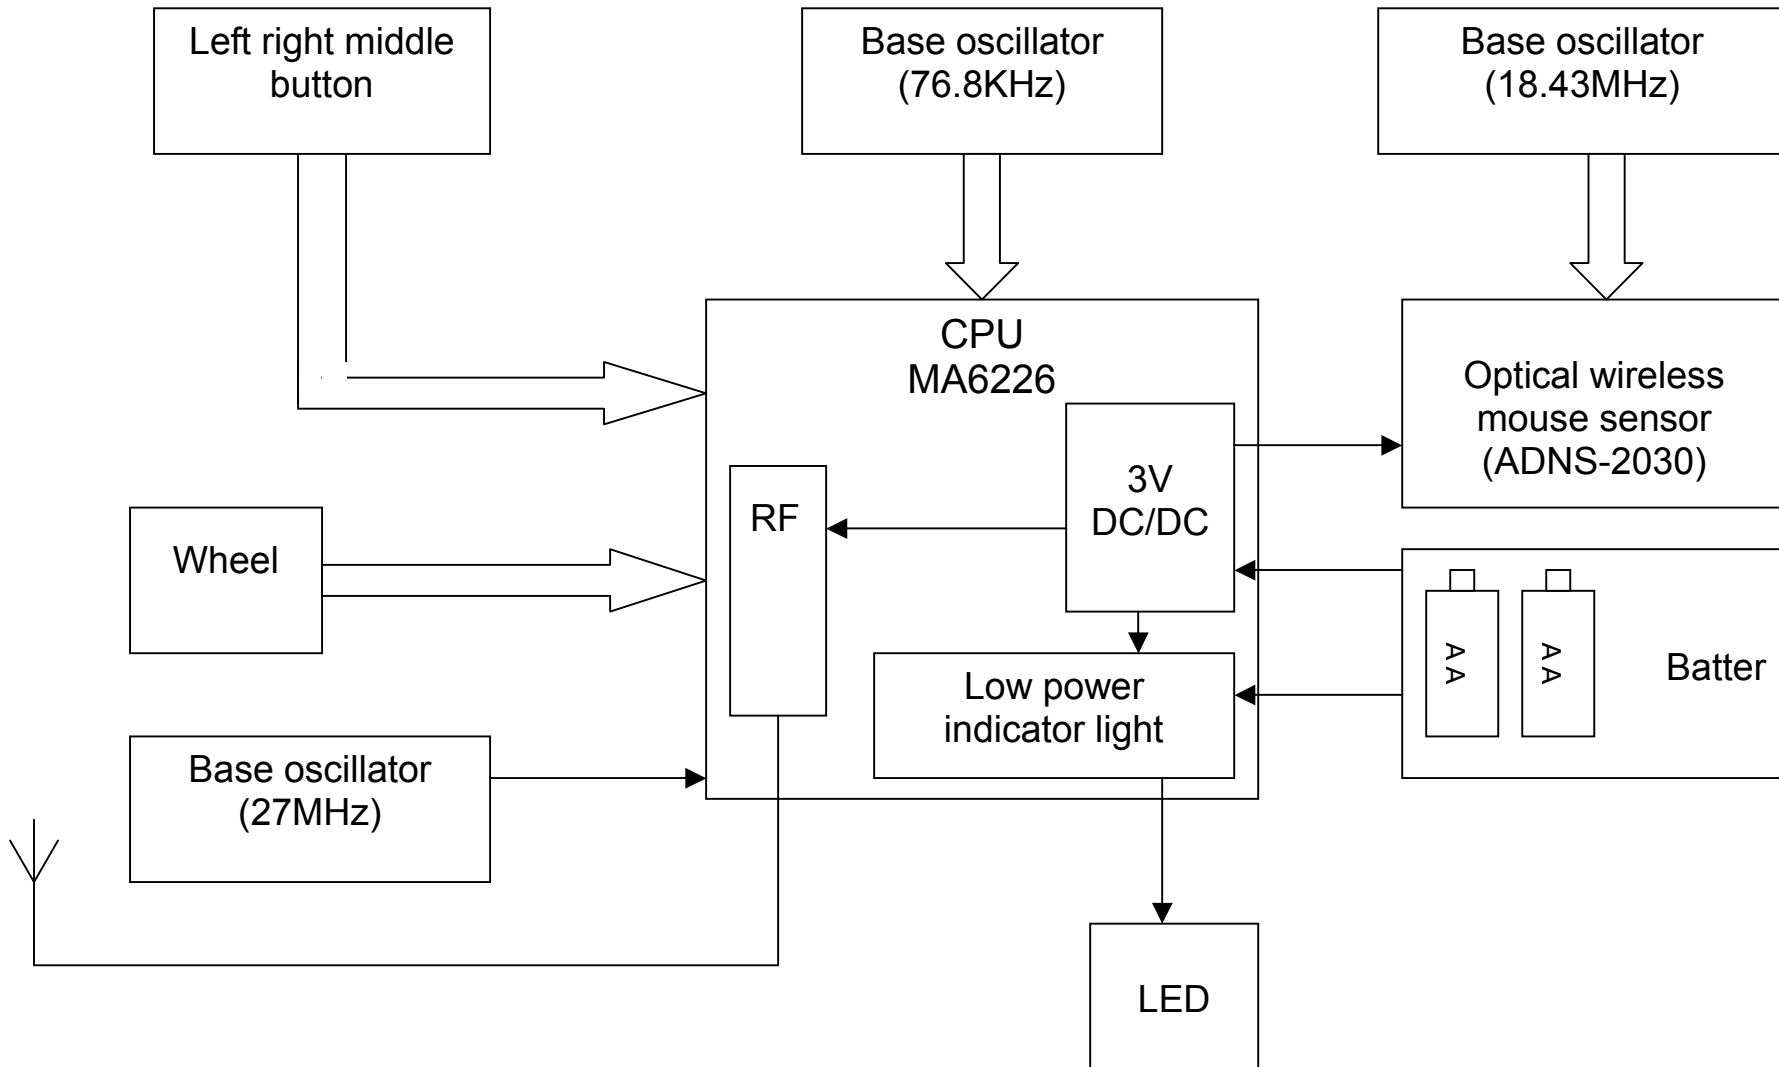 Left right middle
button
Base oscillator
(76.8KHz)
Base oscillator
(18.43MHz)
CPU
MA6226
Optical wireless
mouse sensor
(ADNS-2030)
3V
DC/DC
RF
Wheel
AA
AA
Batter
Low power
indicator light
Base oscillator
(27MHz)
LED